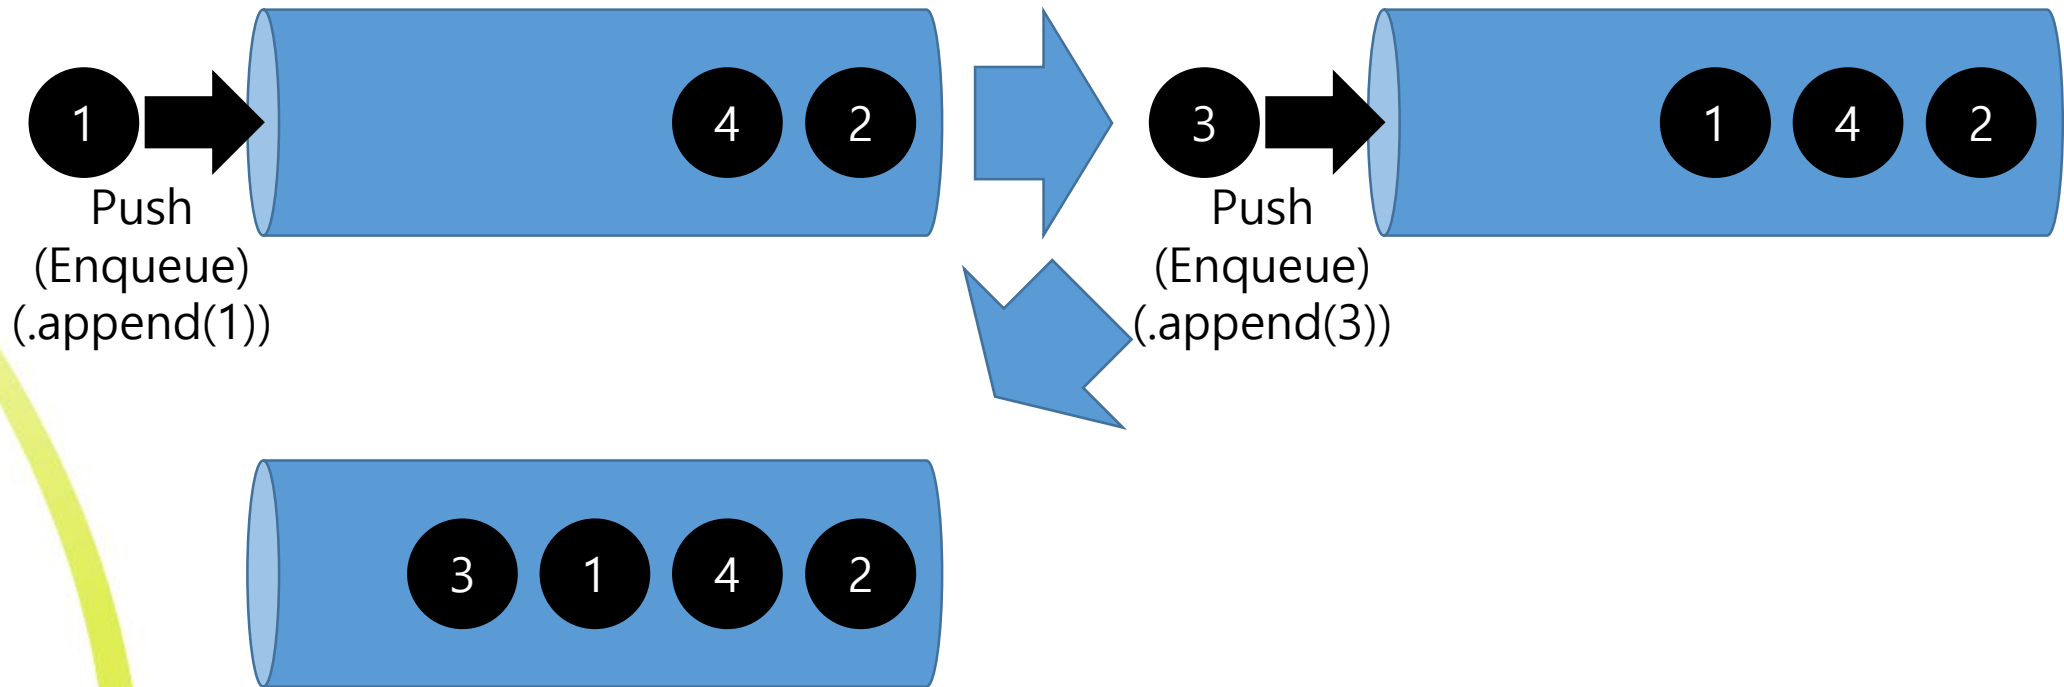 1
4 2
Push
(Enqueue)
(.append(1))
3
1 4 2
Push
(Enqueue)
(.append(3))
3 1 4 2